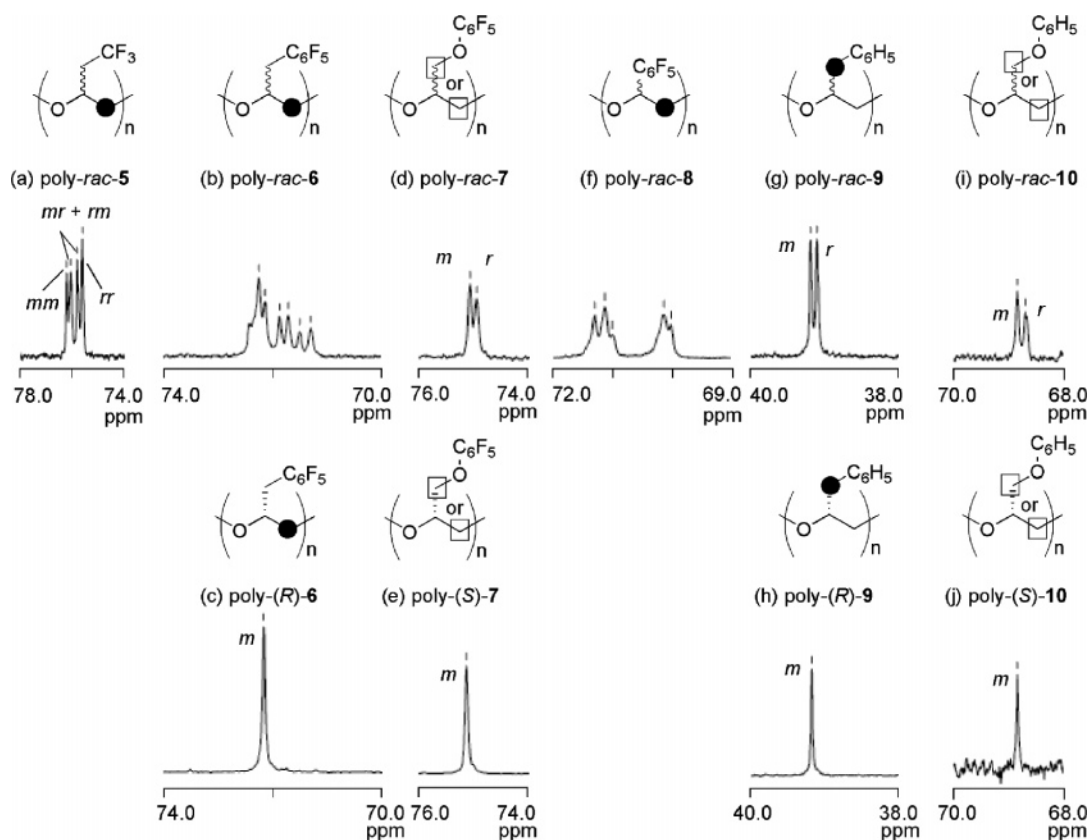 C6F5
C6H5
CF3
C6F5
O
C6F5
C6H5
O
or
or
O
n
O
n
O
n
O
n
O
n
O
n
(a) poly-rac-5
(b) poly-rac-6
(d) poly-rac-7
(f) poly-rac-8
(g) poly-rac-9
(i) poly-rac-10
mr + rm
mm
rr
m
r
m
r
m
r
78.0
74.0
ppm
74.0
70.0
ppm
76.0
74.0
ppm
72.0
69.0
ppm
40.0
38.0
ppm
70.0
68.0
ppm
C6F5
C6H5
C6F5
O
C6H5
O
or
or
O
n
O
n
O
n
O
n
(c) poly-(R)-6
(e) poly-(S)-7
(h) poly-(R)-9
(j) poly-(S)-10
m
m
m
m
74.0
70.0
ppm
76.0
74.0
ppm
40.0
38.0
ppm
70.0
68.0
ppm